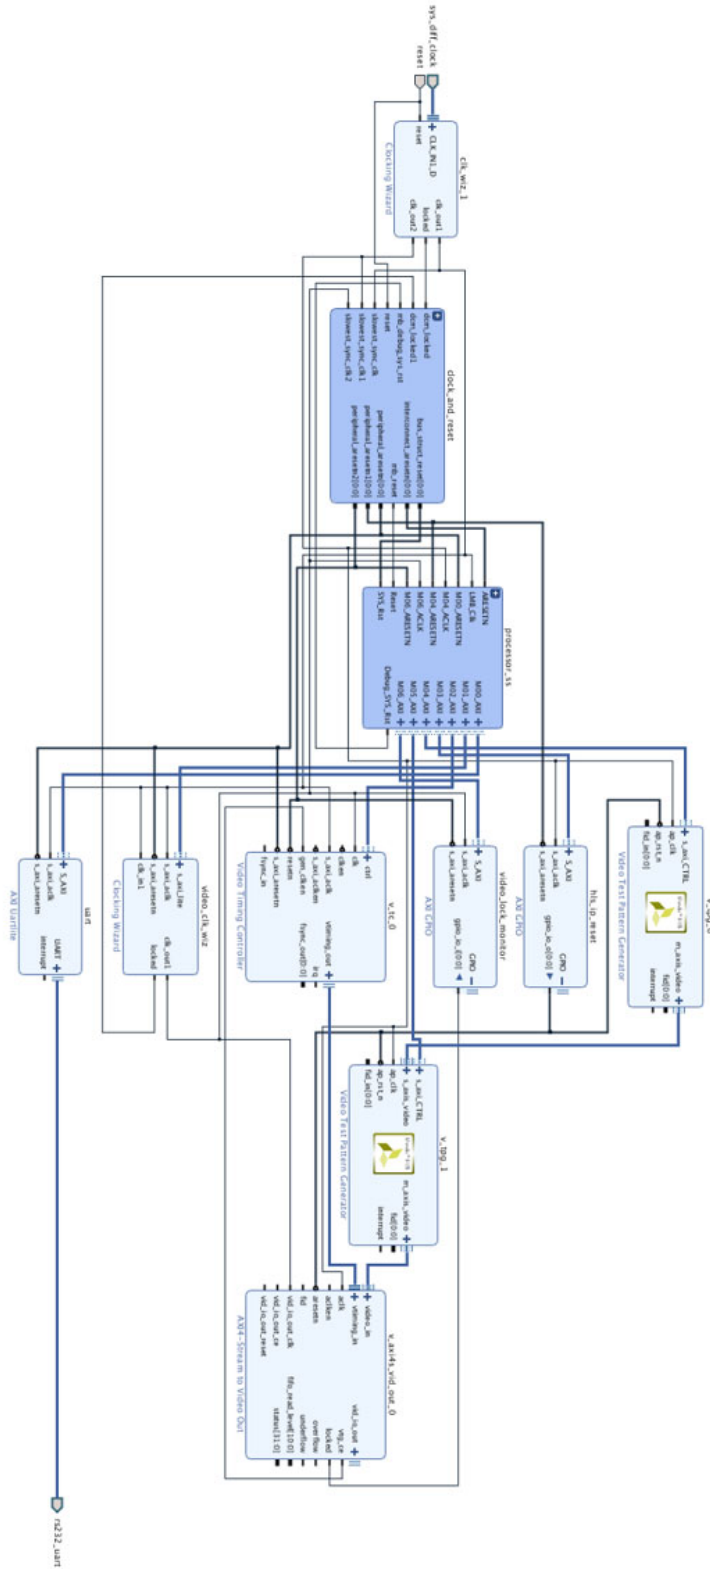 sys_diff_clock
reset
clk_wiz_1
CLK_IN1_D
reset
clk_out1
locked
clk_out2
Clocking Wizard
clock_and_reset
dcm_locked
dcm_locked1
mb_debug_sys_rst
reset
slowest_sync_clk
slowest_sync_clk1
slowest_sync_clk2
bus_struct_reset[0:0]
interconnect_aresetn[0:0]
mb_reset
peripheral_aresetn[0:0]
peripheral_aresetn1[0:0]
peripheral_aresetn2[0:0]
processor_ss
ARESETN
LMB_Clk
M00_ARESETN
M04_ACLK
M04_ARESETN
M06_ACLK
M06_ARESETN
Reset
SYS_Rst
M00_AXI
M01_AXI
M02_AXI
M03_AXI
M04_AXI
M05_AXI
M06_AXI
Debug_SYS_Rst
s_axi_CTRL
ap_clk
ap_rst_n
fid_in[0:0]
m_axis_video
fid[0:0]
interrupt
Video Test Pattern Generator
hls_ip_reset
S_AXI
s_axi_aclk
s_axi_aresetn
GPIO
gpio_io_o[0:0]
AXI GPIO
video_lock_monitor
S_AXI
s_axi_aclk
s_axi_aresetn
GPIO
gpio_io_i[0:0]
AXI GPIO
v_tc_0
ctrl
clk
clken
s_axi_aclk
s_axi_aclken
gen_clken
resetn
s_axi_aresetn
fsync_in
vtiming_out
irq
fsync_out[0:0]
Video Timing Controller
video_clk_wiz
s_axi_lite
s_axi_aclk
s_axi_aresetn
clk_in1
clk_out1
locked
Clocking Wizard
uart
S_AXI
s_axi_aclk
s_axi_aresetn
UART
interrupt
AXI Uartlite
v_tpg_1
s_axi_CTRL
s_axis_video
ap_clk
ap_rst_n
fid_in[0:0]
m_axis_video
fid[0:0]
interrupt
Video Test Pattern Generator
v_axi4s_vid_out_0
video_in
vtiming_in
aclk
aclken
aresetn
fid
vid_io_out_clk
vid_io_out_ce
vid_io_out_reset
vid_io_out
vtg_ce
locked
overflow
underflow
fifo_read_level[10:0]
status[31:0]
AXI4-Stream to Video Out
rs232_uart